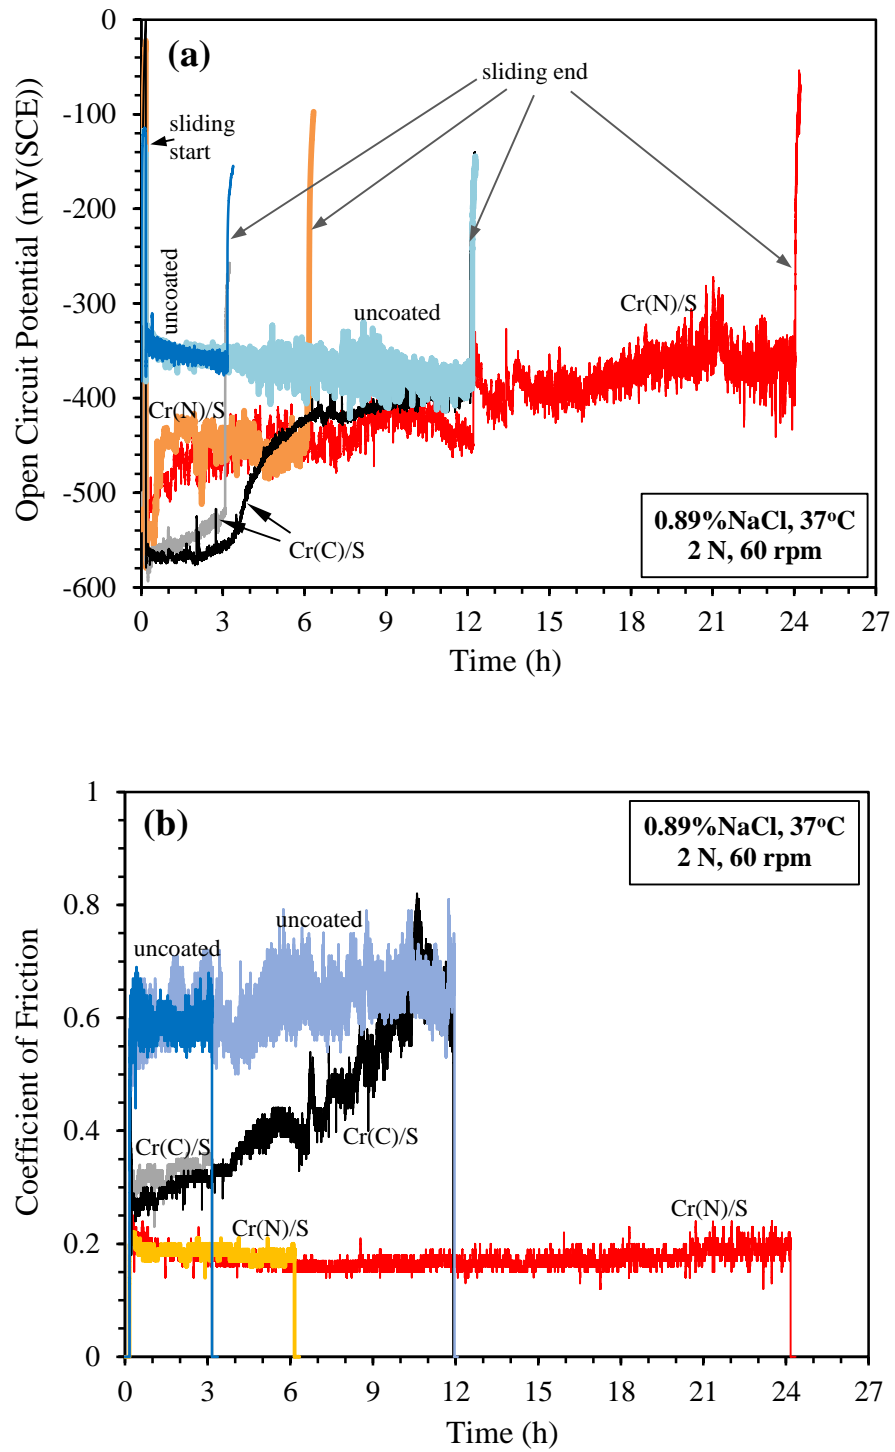 0
-100
-200
-300
-400
-500
-600
Open Circuit Potential (mV(SCE))
(a)
sliding end
sliding
start
uncoated
uncoated
Cr(N)/S
Cr(N)/S
Cr(C)/S
0.89%NaCl, 37ºC
2 N, 60 rpm
0 3 6 9 12 15 18 21 24 27
Time (h)
1
0.8
0.6
0.4
0.2
0
Coefficient of Friction
(b)
0.89%NaCl, 37ºC
2 N, 60 rpm
uncoated
uncoated
Cr(C)/S
Cr(C)/S
Cr(N)/S
Cr(N)/S
0 3 6 9 12 15 18 21 24 27
Time (h)